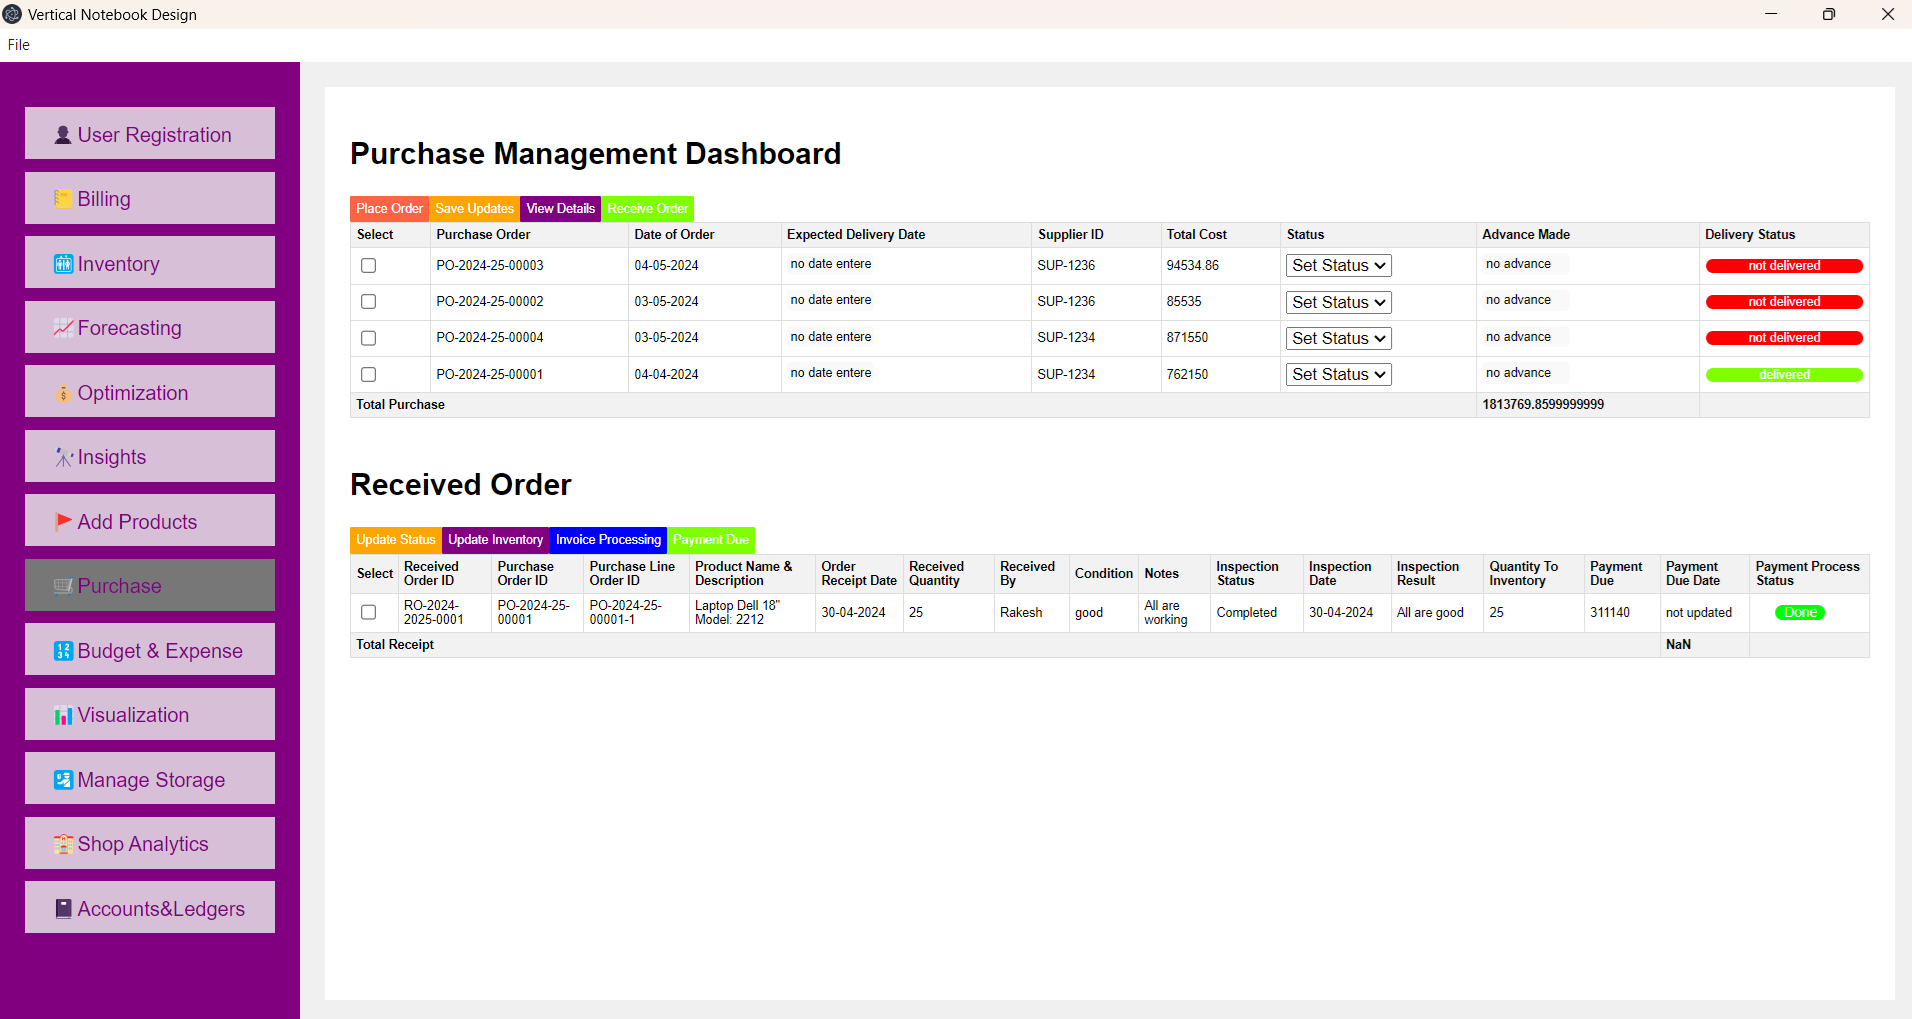 Vertical Notebook Design
File
User Registration
Billing
Inventory
Forecasting
Optimization
Insights
Add Products
Purchase
Budget & Expense
Visualization
Manage Storage
Shop Analytics
Accounts&Ledgers
Purchase Management Dashboard
Place Order Save Updates View Details Receive Order
Select Purchase Order Date of Order Expected Delivery Date Supplier ID Total Cost Status Advance Made Delivery Status
PO-2024-25-00003 04-05-2024 no date entere SUP-1236 94534.86 Set Status no advance not delivered
PO-2024-25-00002 03-05-2024 no date entere SUP-1236 85535 Set Status no advance not delivered
PO-2024-25-00004 03-05-2024 no date entere SUP-1234 871550 Set Status no advance not delivered
PO-2024-25-00001 04-04-2024 no date entere SUP-1234 762150 Set Status no advance delivered
Total Purchase 1813769.8599999999
Received Order
Update Status Update Inventory Invoice Processing Payment Due
Select Received Order ID Purchase Order ID Purchase Line Order ID Product Name & Description Order Receipt Date Received Quantity Received By Condition Notes Inspection Status Inspection Date Inspection Result Quantity To Inventory Payment Due Payment Due Date Payment Process Status
RO-2024-2025-0001 PO-2024-25-00001 PO-2024-25-00001-1 Laptop Dell 18" Model: 2212 30-04-2024 25 Rakesh good All are working Completed 30-04-2024 All are good 25 311140 not updated Done
Total Receipt NaN